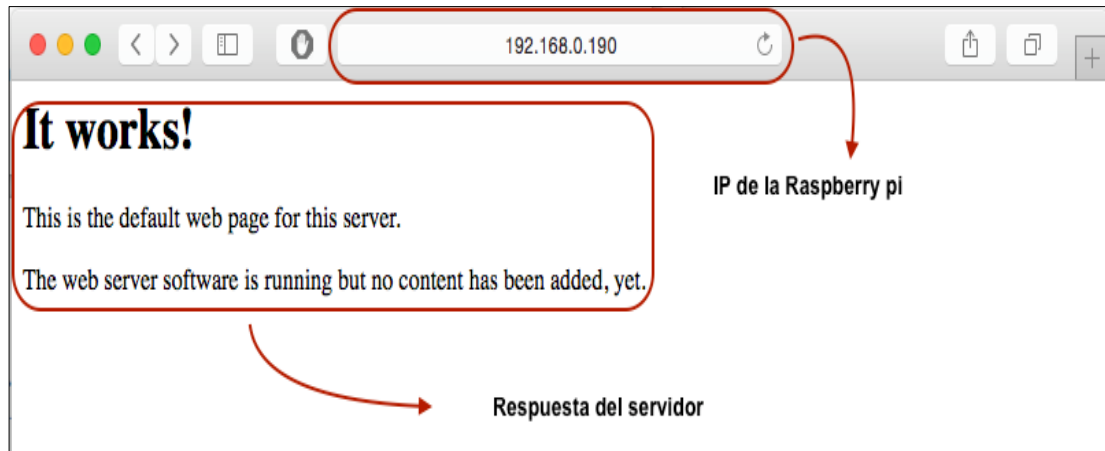 192.168.0.190
It works!
IP de la Raspberry pi
This is the default web page for this server.
The web server software is running but no content has been added, yet.
Respuesta del servidor